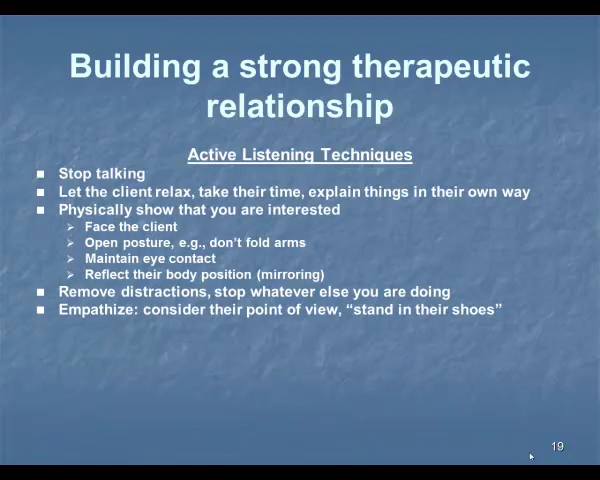 Building a strong therapeutic
relationship
Active Listening Techniques
Stop talking
Let the client relax, take their time, explain things in their own way
Physically show that you are interested
Face the client
Open posture, e.g., don't fold arms
Maintain eye contact
Reflect their body position (mirroring)
Remove distractions, stop whatever else you are doing
Empathize: consider their point of view, “stand in their shoes”
19